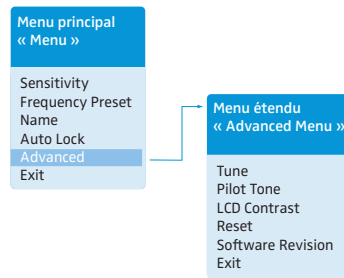 Menu principal
« Menu »
Sensitivity
Frequency Preset
Name
Auto Lock
Advanced
Exit
Menu étendu
« Advanced Menu »
Tune
Pilot Tone
LCD Contrast
Reset
Software Revision
Exit